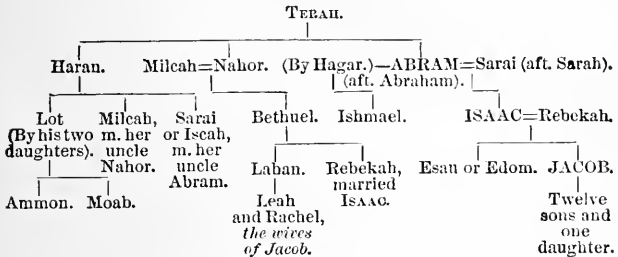 TERAH.
Haran. Milcah=Nahor. (By Hagar.)—ABRAM=Sarai (aft. Sarah).
(aft. Abraham).
Lot Milcah, Sarai Bethuel. Ishmael. ISAAC=Rebekah.
(By his two m. her or Iscah,
daughters). uncle m. her
Nahor. uncle Laban. Rebekah, Esau or Edom. JACOB.
Abram. married
Ammon. Moab. Leah ISAAC. Twelve
and Rachel, sons and
the wives one
of Jacob. daughter.